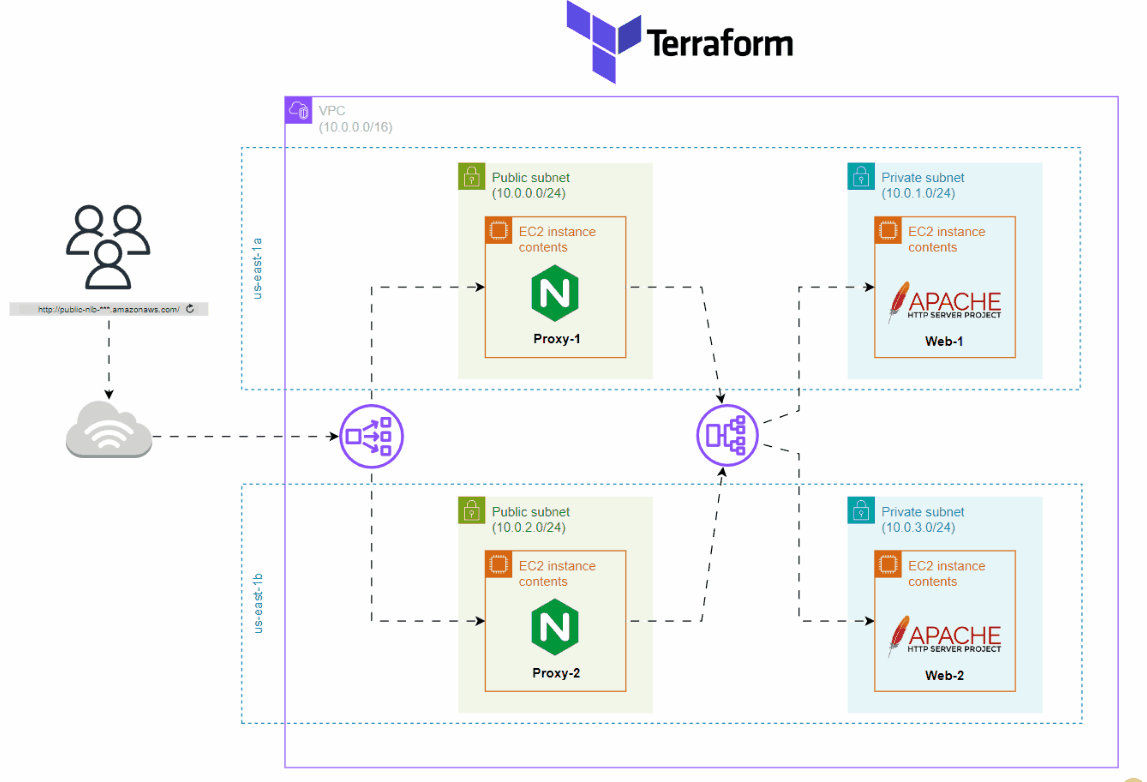 Terraform
VPC
(10.0.0.0/16)
us-east-1a
Public subnet
(10.0.0.0/24)
EC2 instance
contents
N
Proxy-1
Private subnet
(10.0.1.0/24)
EC2 instance
contents
APACHE
HTTP SERVER PROJECT
Web-1
http://public-nlb-***.amazonaws.com/
us-east-1b
Public subnet
(10.0.2.0/24)
EC2 instance
contents
N
Proxy-2
Private subnet
(10.0.3.0/24)
EC2 instance
contents
APACHE
HTTP SERVER PROJECT
Web-2